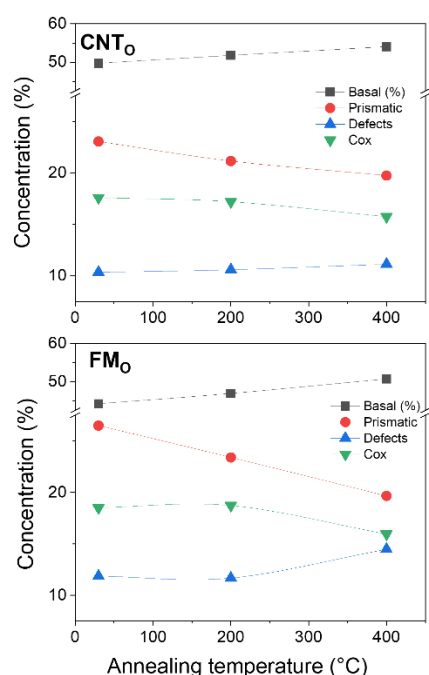 CNTO
60
50
20
10
Concentration (%)
Basal (%)
Prismatic
Defects
Cox
0 100 200 300 400
FMO
60
50
20
10
Concentration (%)
Basal (%)
Prismatic
Defects
Cox
0 100 200 300 400
Annealing temperature (°C)